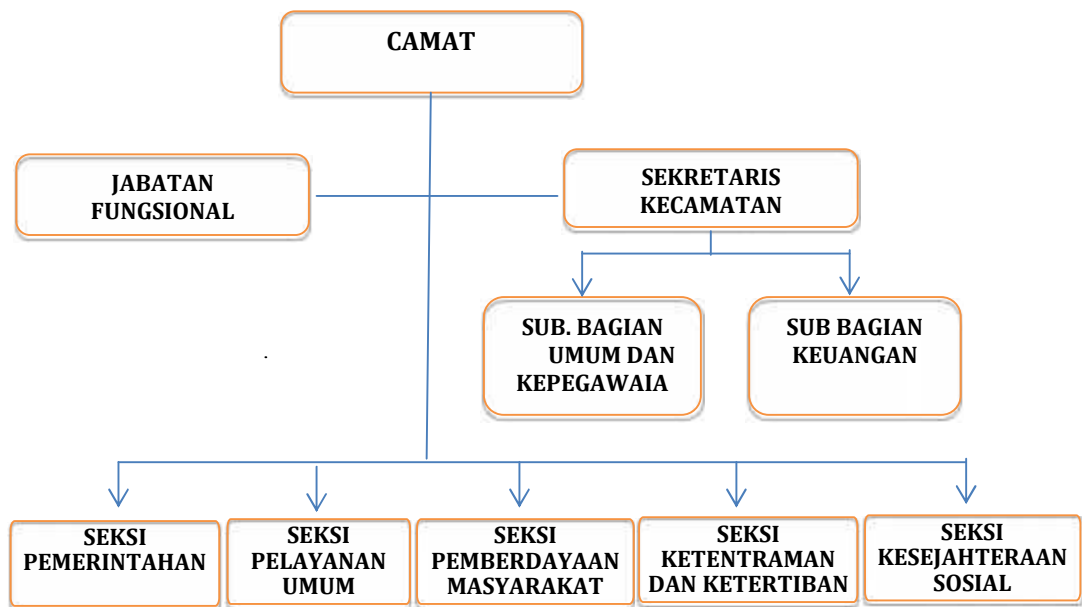 CAMAT
JABATAN
FUNGSIONAL
SEKRETARIS
KECAMATAN
SUB. BAGIAN
UMUM DAN
KEPEGAWAIA
SUB BAGIAN
KEUANGAN
.
SEKSI
PEMERINTAHAN
SEKSI
PELAYANAN
UMUM
SEKSI
PEMBERDAYAAN
MASYARAKAT
SEKSI
KETENTRAMAN
DAN KETERTIBAN
SEKSI
KESEJAHTERAAN
SOSIAL